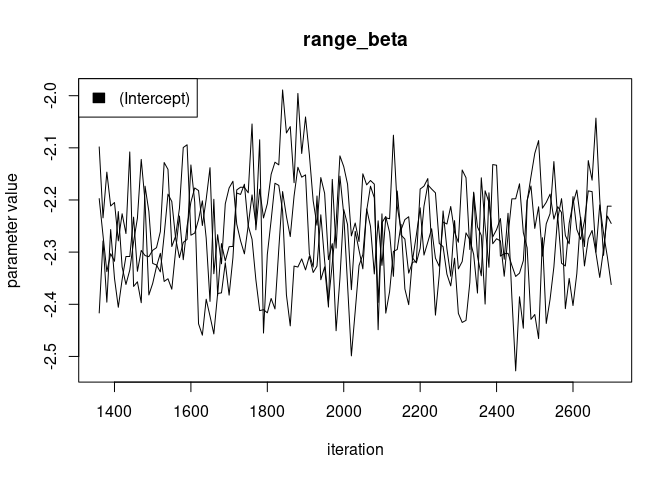 range_beta
(Intercept)
parameter value
-2.0
-2.1
-2.2
-2.3
-2.4
-2.5
1400 1600 1800 2000 2200 2400 2600
iteration